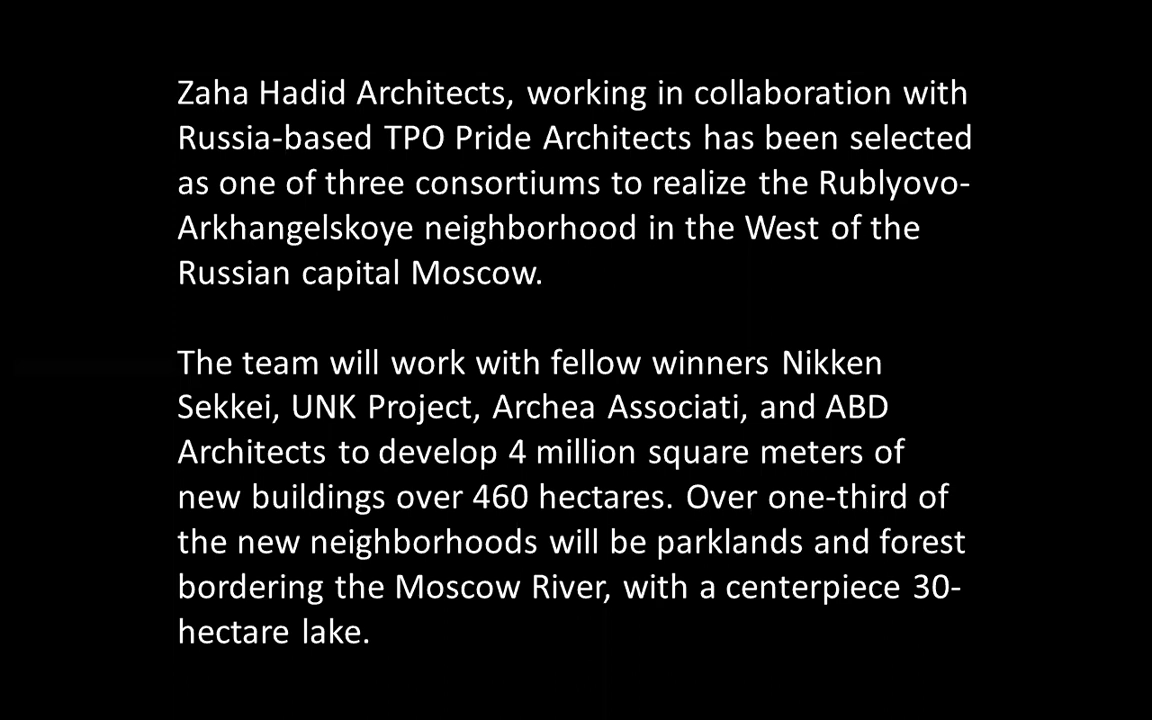 Zaha Hadid Architects, working in collaboration with
Russia-based TPO Pride Architects has been selected
as one of three consortiums to realize the Rublyovo-
Arkhangelskoye neighborhood in the West of the
Russian capital Moscow.
The team will work with fellow winners Nikken
Sekkei, UNK Project, Archea Associati, and ABD
Architects to develop 4 million square meters of
new buildings over 460 hectares. Over one-third of
the new neighborhoods will be parklands and forest
bordering the Moscow River, with a centerpiece 30-
hectare lake.